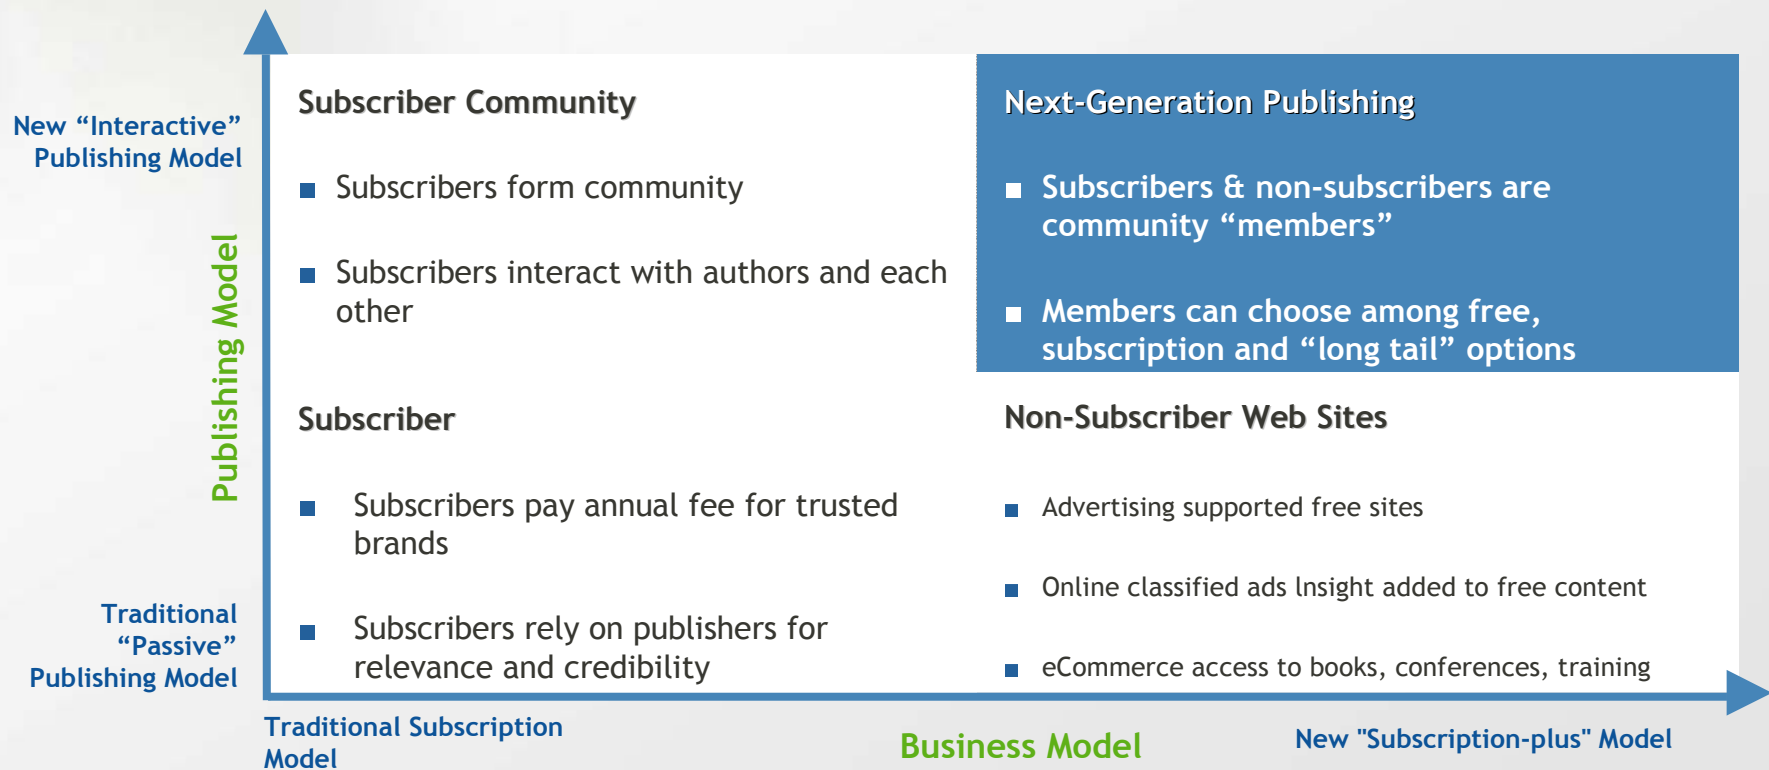 New “Interactive”
Publishing Model
Publishing Model
Traditional
“Passive”
Publishing Model
Subscriber Community
Subscribers form community
Subscribers interact with authors and each
other
Next-Generation Publishing
Subscribers & non-subscribers are
community “members”
Members can choose among free,
subscription and “long tail” options
Subscriber
Subscribers pay annual fee for trusted
brands
Subscribers rely on publishers for
relevance and credibility
Non-Subscriber Web Sites
Advertising supported free sites
Online classified ads lnsight added to free content
eCommerce access to books, conferences, training
Traditional Subscription
Model
Business Model
New "Subscription-plus" Model